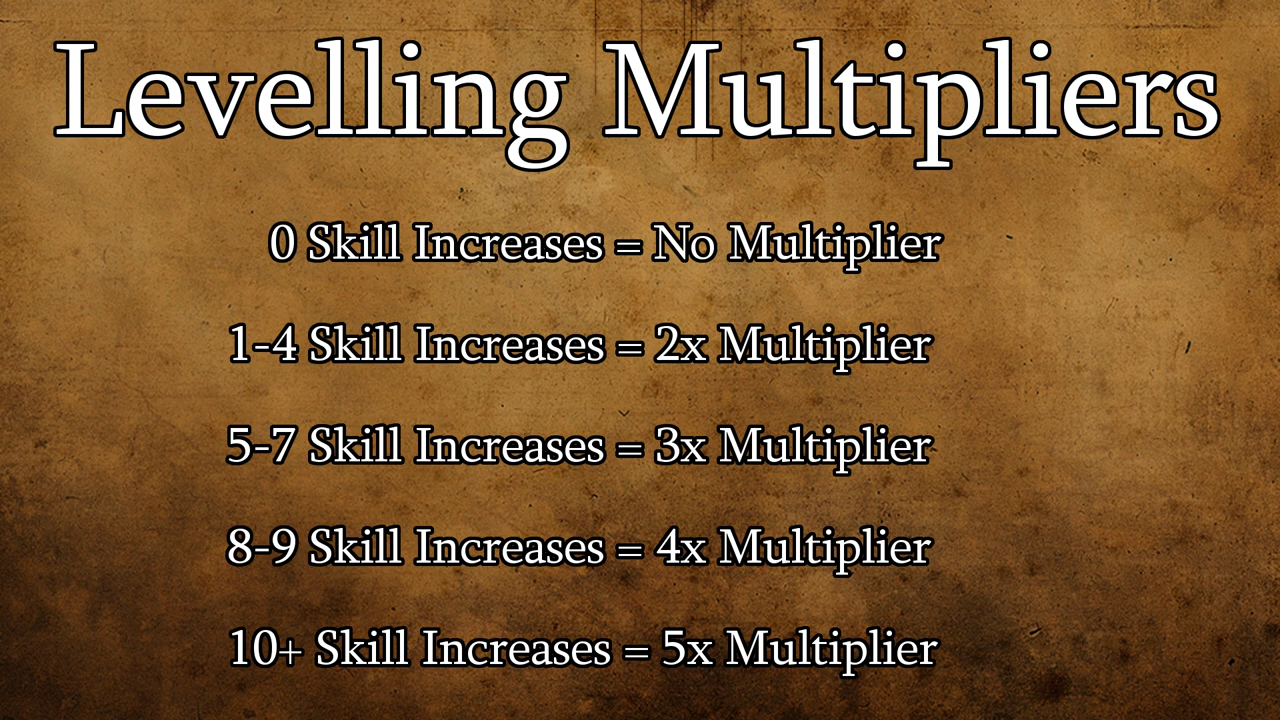 Levelling Multipliers
0 Skill Increases = No Multiplier
1-4 Skill Increases = 2x Multiplier
5-7 Skill Increases = 3x Multiplier
8-9 Skill Increases = 4x Multiplier
10+ Skill Increases = 5x Multiplier